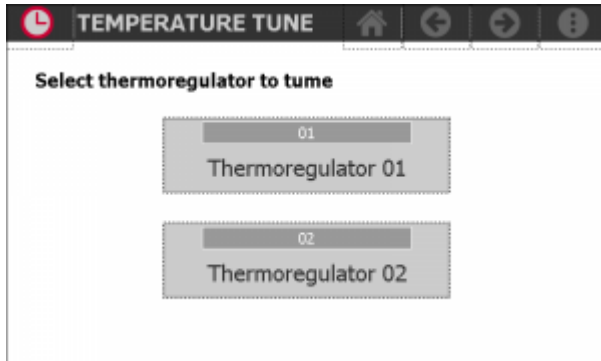 TEMPERATURE TUNE
Select thermoregulator to tume
01
Thermoregulator 01
02
Thermoregulator 02